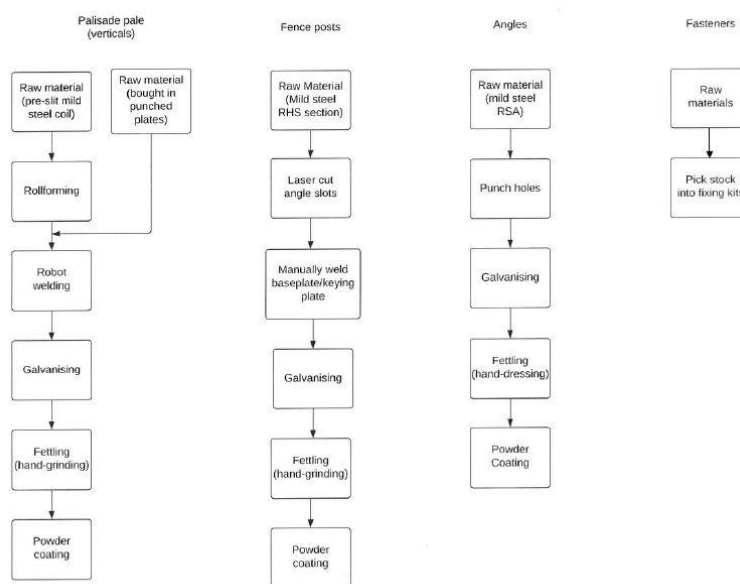 Palisade pale
(verticals)
Raw material
(pre-slit mild
steel coil)
Raw material
(bought in
punched
plates)
Rollforming
Robot
welding
Galvanising
Fettling
(hand-grinding)
Powder
coating
Fence posts
Raw Material
(Mild steel
RHS section)
Laser cut
angle slots
Manually weld
baseplate/keying
plate
Galvanising
Fettling
(hand-grinding)
Powder
coating
Angles
Raw material
(mild steel
RSA)
Punch holes
Galvanising
Fettling
(hand-dressing)
Powder
Coating
Fasteners
Raw
materials
Pick stock
into fixing kits